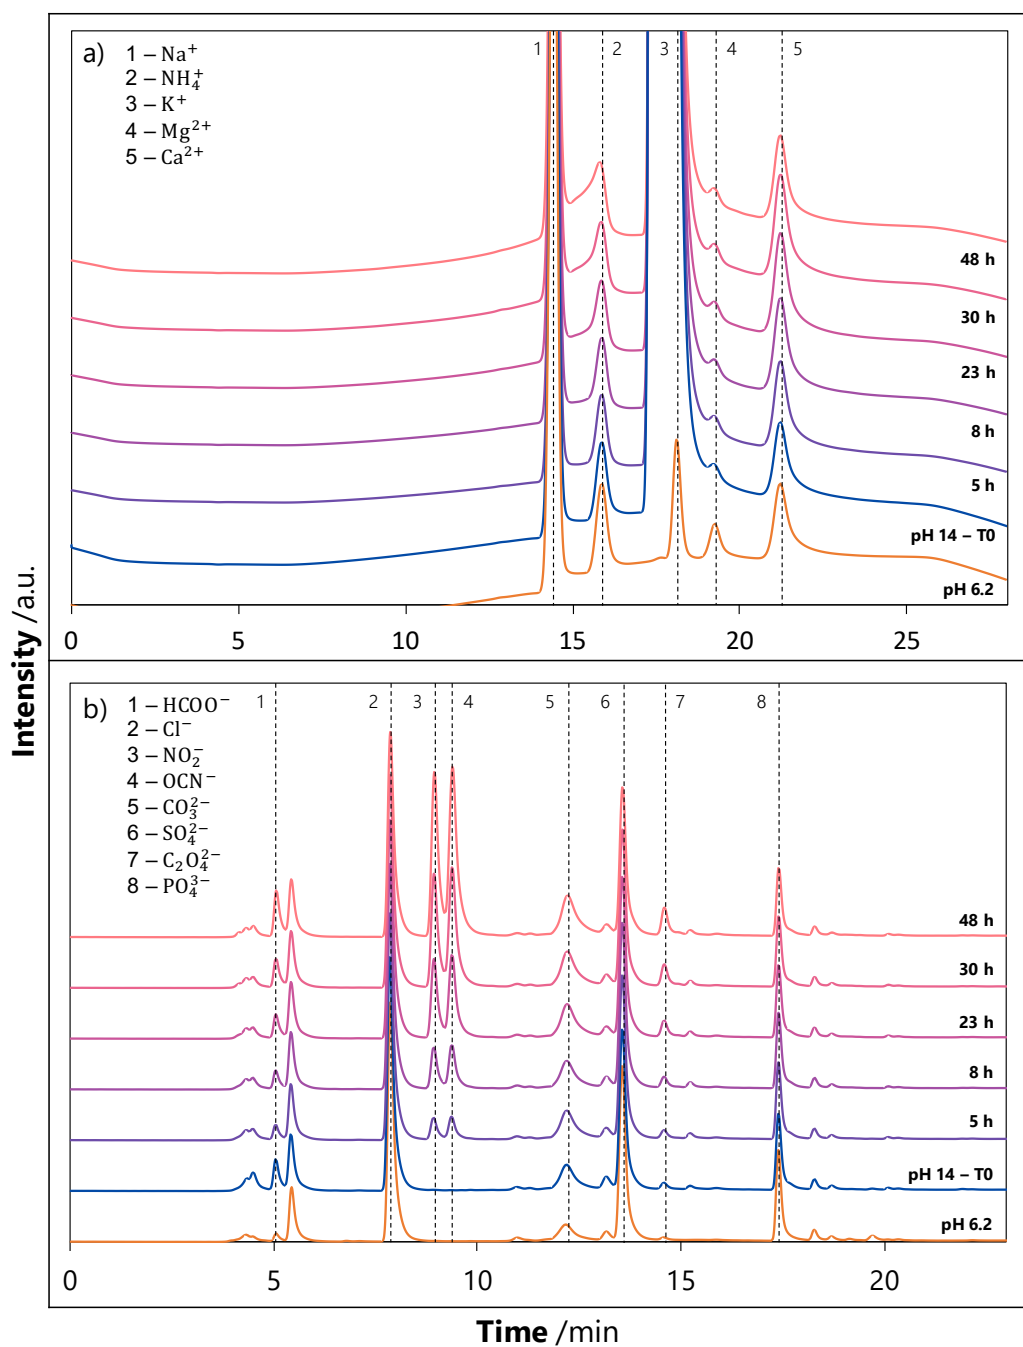 a)
1 – Na⁺
2 – NH₄⁺
3 – K⁺
4 – Mg²⁺
5 – Ca²⁺
1 2 3 4 5
48 h
30 h
23 h
8 h
5 h
pH 14 – T0
pH 6.2
0 5 10 15 20 25
Intensity /a.u.
b)
1 – HCOO⁻
2 – Cl⁻
3 – NO₂⁻
4 – OCN⁻
5 – CO₃²⁻
6 – SO₄²⁻
7 – C₂O₄²⁻
8 – PO₄³⁻
1 2 3 4 5 6 7 8
48 h
30 h
23 h
8 h
5 h
pH 14 – T0
pH 6.2
0 5 10 15 20
Time /min